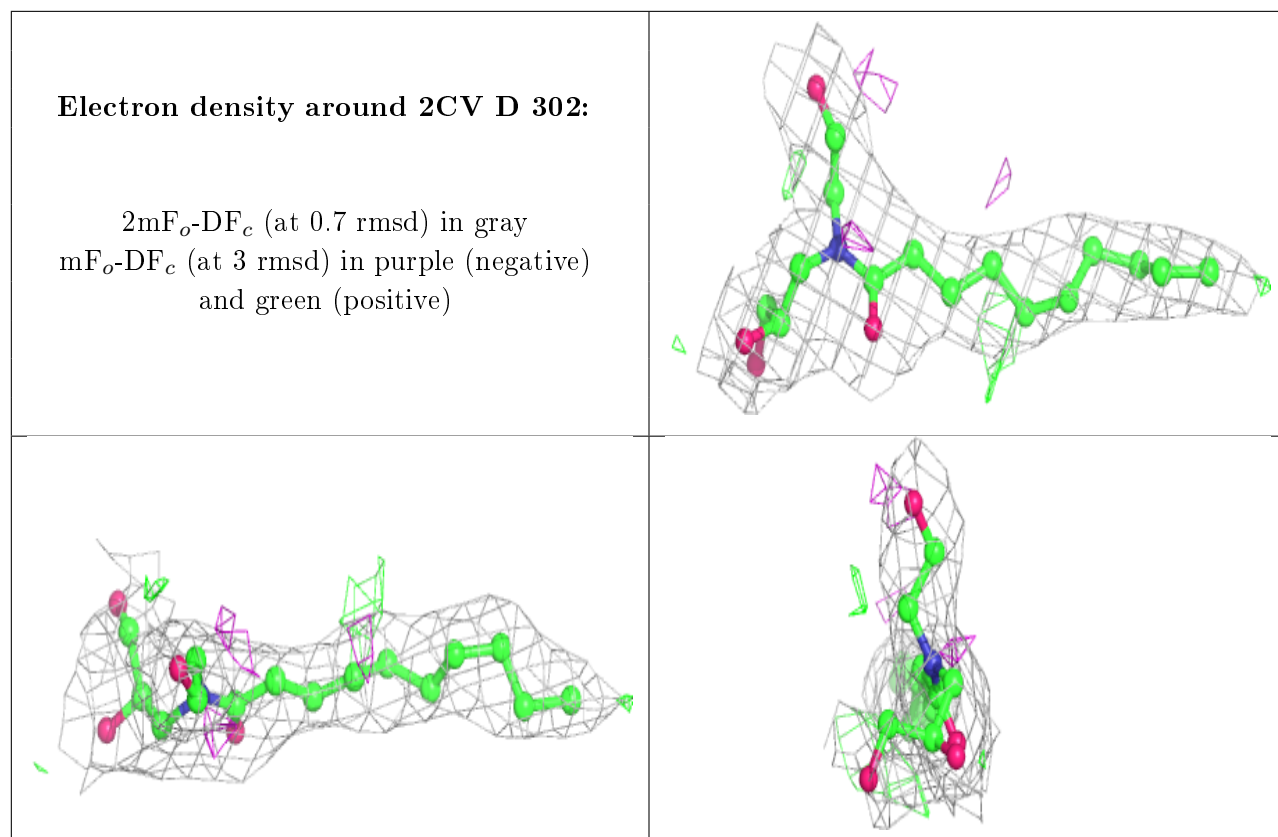 Electron density around 2CV D 302:
2mFo-DFc (at 0.7 rmsd) in gray
mFo-DFc (at 3 rmsd) in purple (negative)
and green (positive)